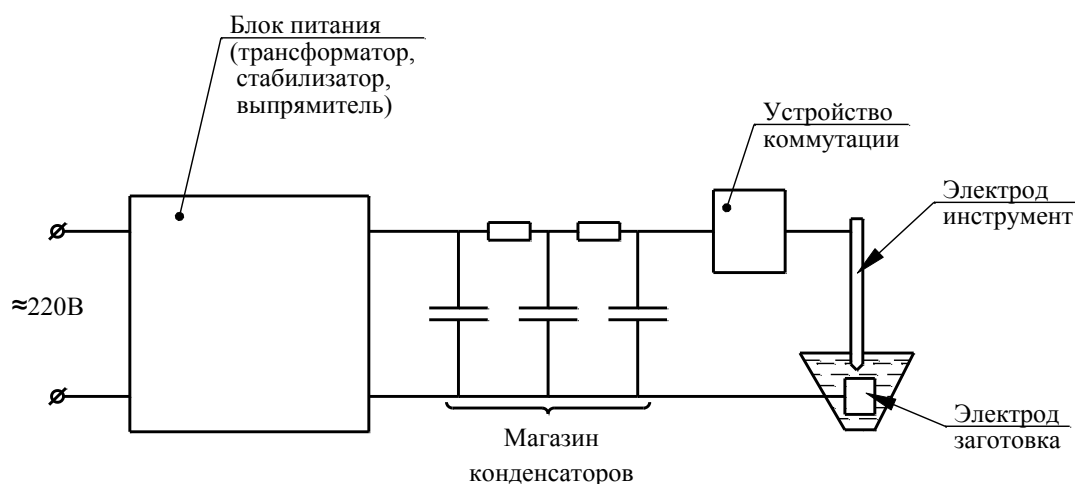 Блок питания
(трансформатор,
стабилизатор,
выпрямитель)
Устройство
коммутации
Электрод
инструмент
≈220В
Электрод
заготовка
Магазин
конденсаторов